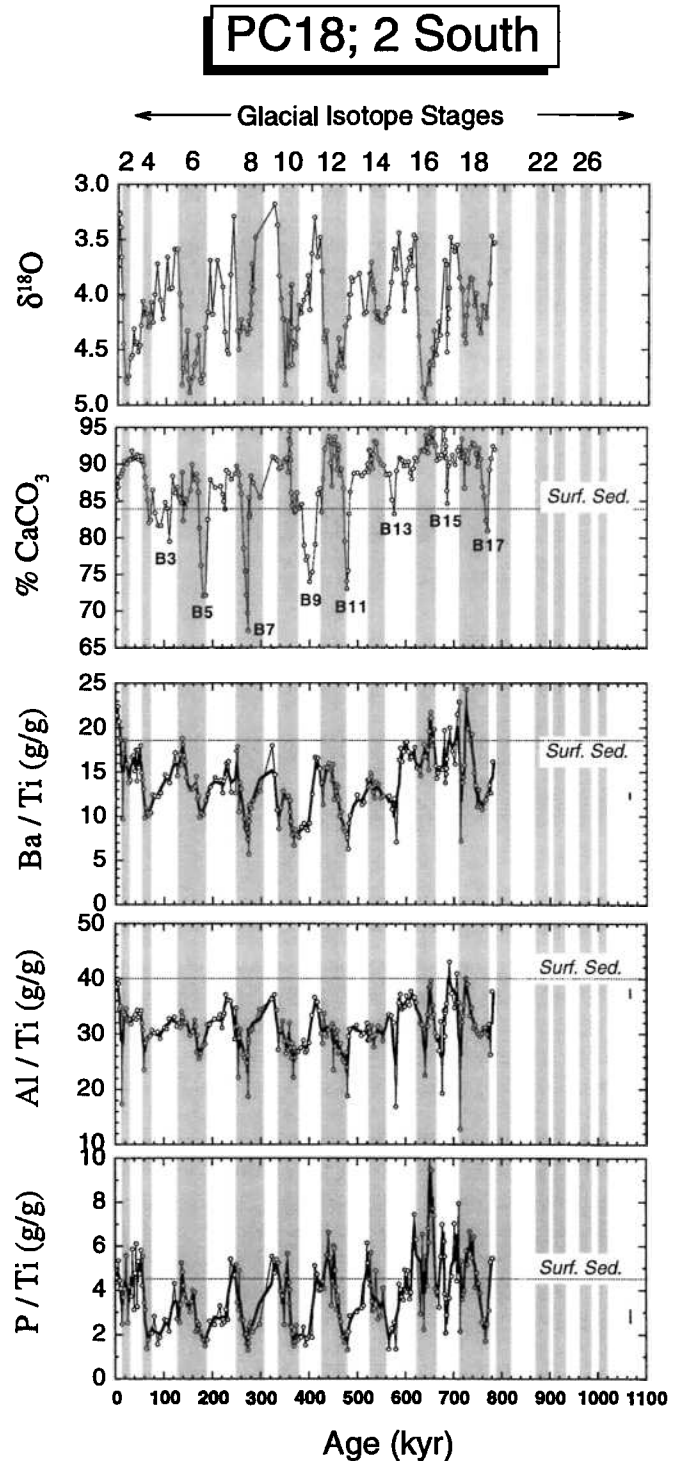 PC18; 2 South
Glacial Isotope Stages
2 4 6 8 10 12 14 16 18 22 26
3.0
3.5
4.0
4.5
5.0
δ18O
95
90
85
80
75
70
65
% CaCO3
Surf. Sed.
B3
B5
B7
B9
B11
B13
B15
B17
25
20
15
10
5
0
Ba / Ti (g/g)
Surf. Sed.
50
40
30
20
10
Al / Ti (g/g)
Surf. Sed.
10
8
6
4
2
0
P / Ti (g/g)
Surf. Sed.
0 100 200 300 400 500 600 700 800 900 1000 1100
Age (kyr)